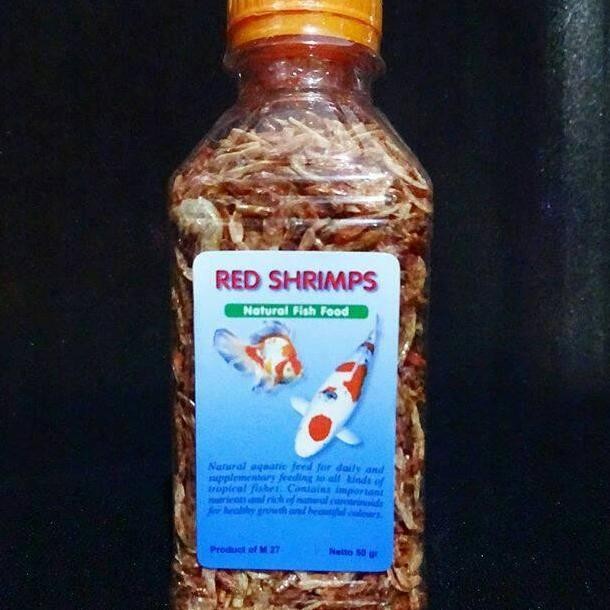 RED SHRIMPS
Natural Fish Food
Natural aquatic feed for daily and
supplementary feeding to all kinds of
tropical fishes. Contains important
nutrients and rich of natural carotenoids
for healthy growth and beautiful colours.
Product of M 27 Netto 50 gr